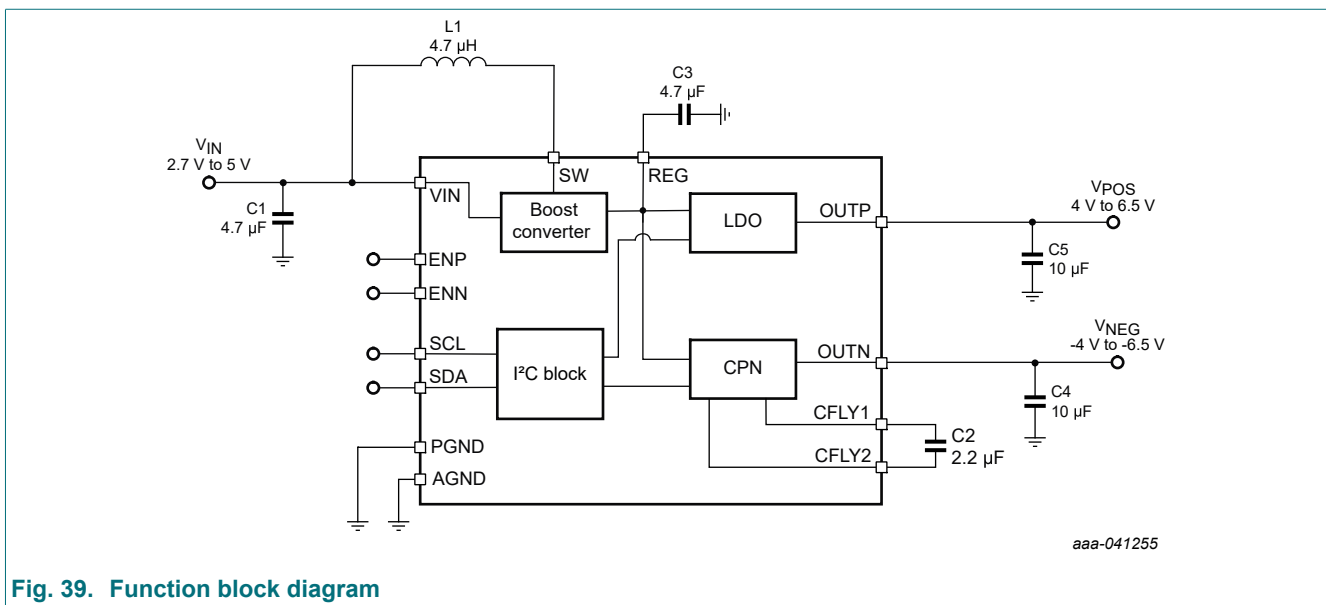 L1
4.7 µH
C3
4.7 µF
VIN
2.7 V to 5 V
SW
REG
VIN
C1
4.7 µF
Boost
converter
LDO
OUTP
VPOS
4 V to 6.5 V
C5
10 µF
ENP
ENN
SCL
SDA
I²C block
CPN
OUTN
VNEG
-4 V to -6.5 V
C4
10 µF
CFLY1
CFLY2
C2
2.2 µF
PGND
AGND
aaa-041255
Fig. 39. Function block diagram